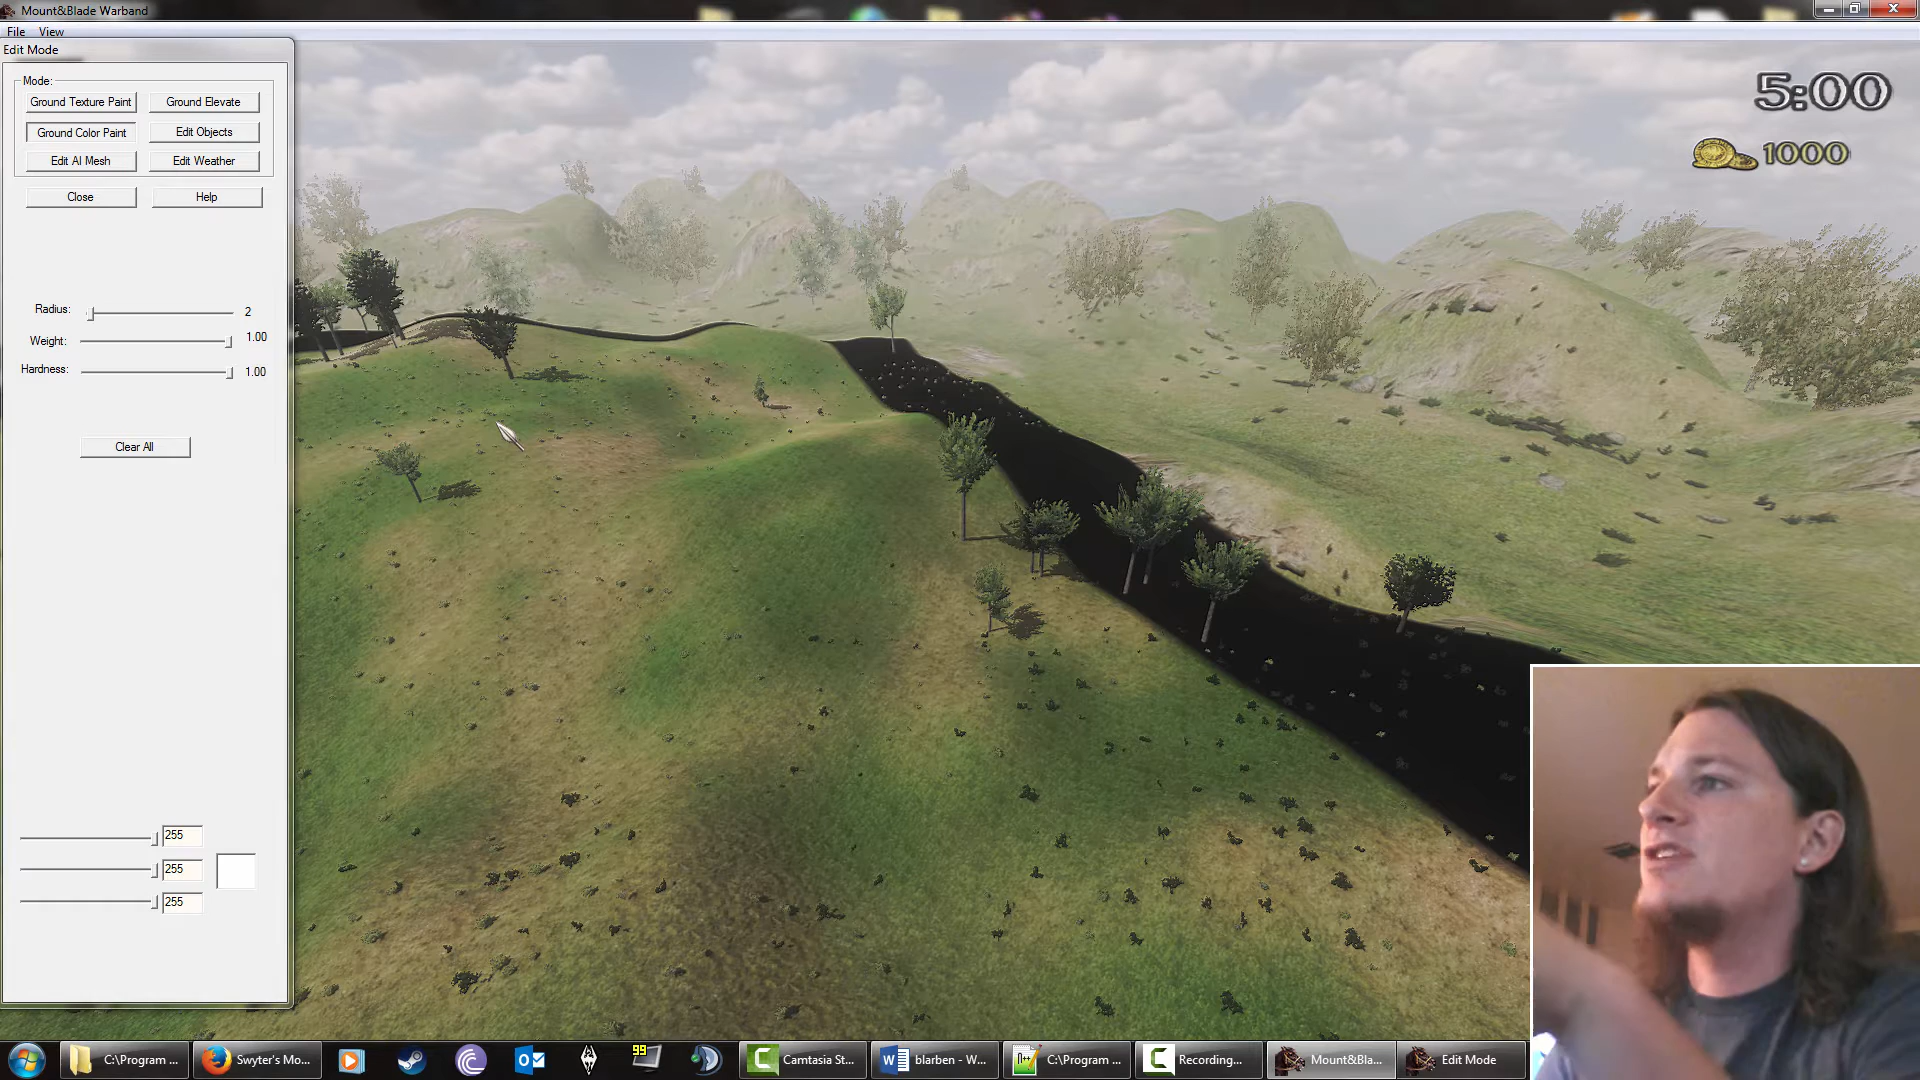 Mount&Blade Warband
File View
Edit Mode
Mode:
Ground Texture Paint Ground Elevate
Ground Color Paint Edit Objects
Edit AI Mesh Edit Weather
Close Help
Radius: 2
Weight: 1.00
Hardness: 1.00
Clear All
255
255
255
5:00
1000
C:\Program ... Swyter's Mo... 99 Camtasia St... blarben - W... C:\Program ... Recording... Mount&Bla... Edit Mode